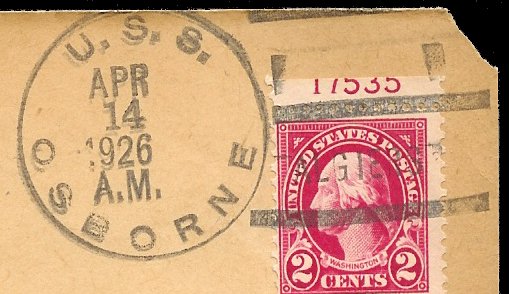 U. S. S.
OSBORNE
APR
14
1926
A.M.
17535
UNITED STATES POSTAGE
WASHINGTON
2 CENTS 2